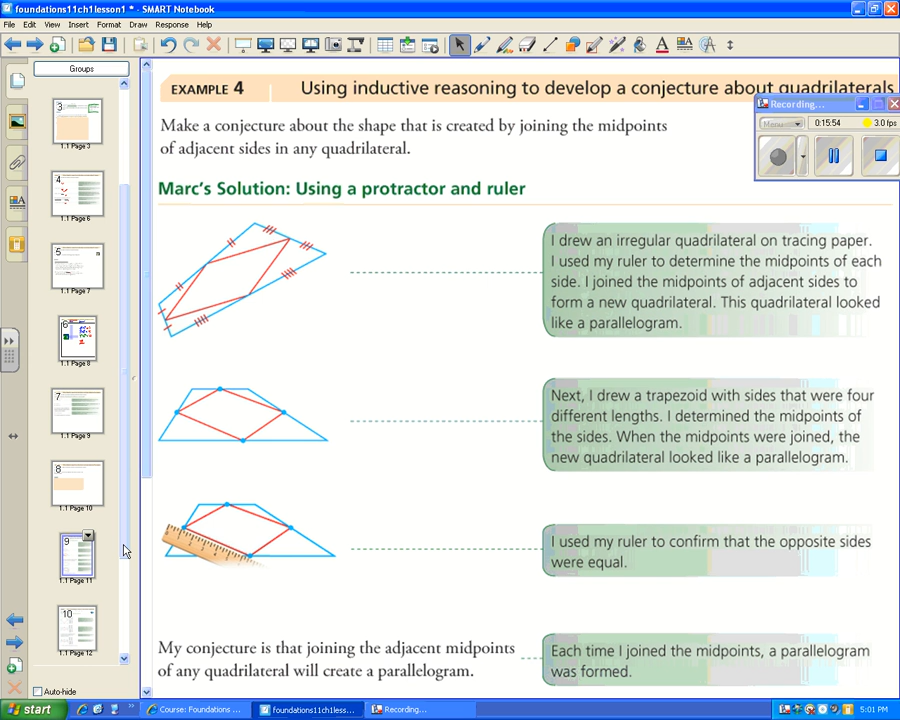 foundations11ch1lesson1 * - SMART Notebook
File Edit View Insert Format Draw Response Help
Groups
3
1.1 Page 3
4
1.1 Page 6
5
1.1 Page 7
6
1.1 Page 8
7
1.1 Page 9
8
1.1 Page 10
9
1.1 Page 11
10
1.1 Page 12
Auto-hide
EXAMPLE 4 Using inductive reasoning to develop a conjecture about quadrilaterals
Recording...
Menu 0:15:54 3.0 fps
Make a conjecture about the shape that is created by joining the midpoints
of adjacent sides in any quadrilateral.
Marc's Solution: Using a protractor and ruler
I drew an irregular quadrilateral on tracing paper.
I used my ruler to determine the midpoints of each
side. I joined the midpoints of adjacent sides to
form a new quadrilateral. This quadrilateral looked
like a parallelogram.
Next, I drew a trapezoid with sides that were four
different lengths. I determined the midpoints of
the sides. When the midpoints were joined, the
new quadrilateral looked like a parallelogram.
I used my ruler to confirm that the opposite sides
were equal.
My conjecture is that joining the adjacent midpoints
of any quadrilateral will create a parallelogram.
Each time I joined the midpoints, a parallelogram
was formed.
start
Course: Foundations ...
foundations11ch1less...
Recording...
5:01 PM